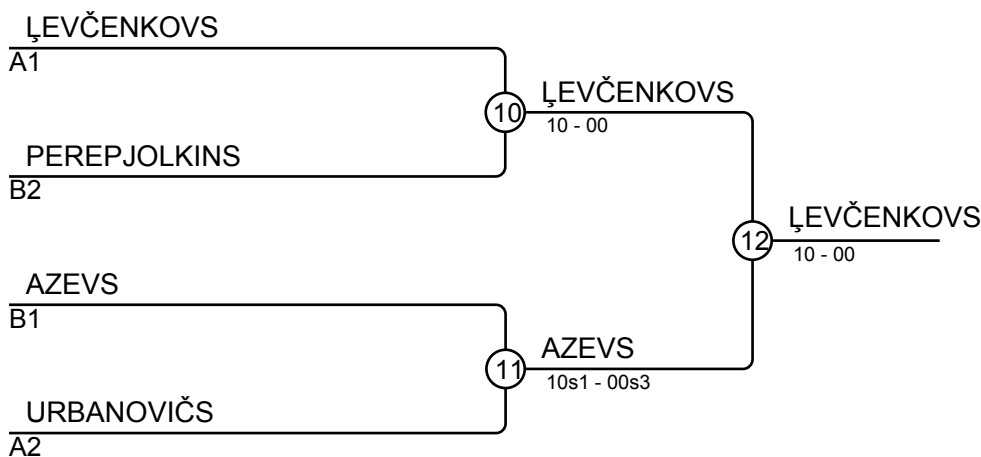 ĻEVČENKOVS
A1
10
ĻEVČENKOVS
10 - 00
PEREPJOLKINS
B2
12
ĻEVČENKOVS
10 - 00
AZEVS
B1
11
AZEVS
10s1 - 00s3
URBANOVIČS
A2